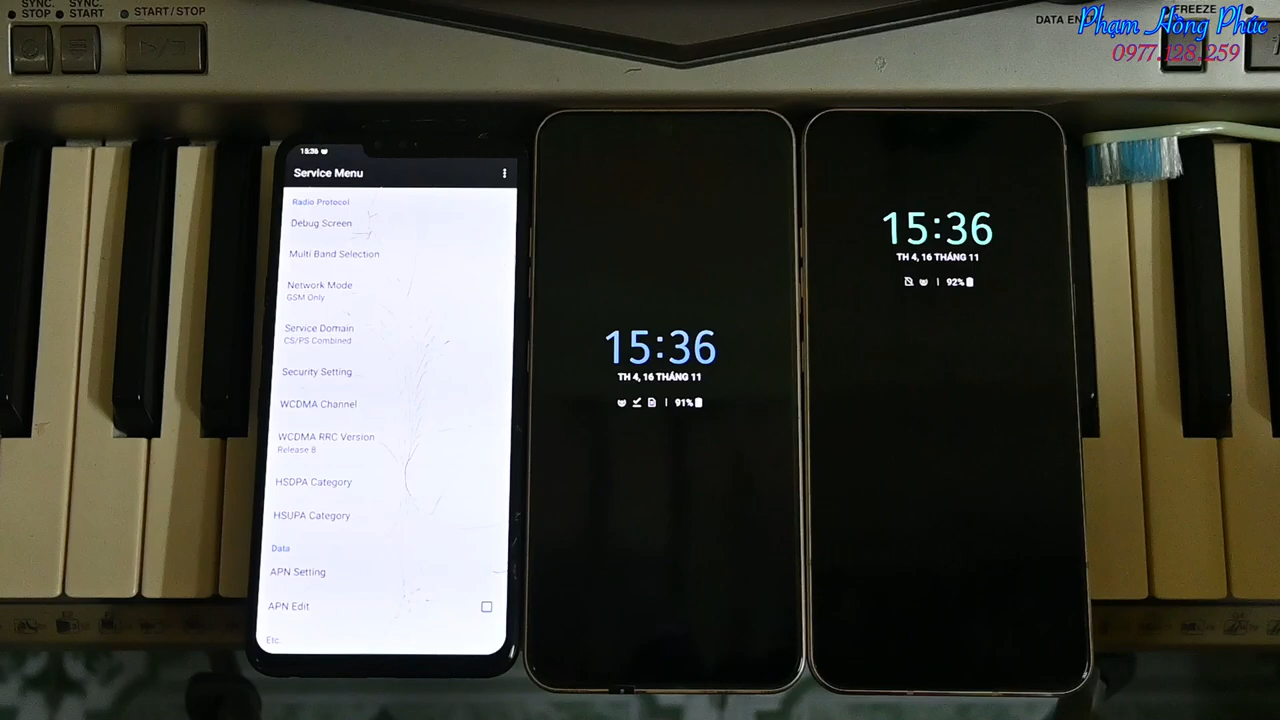 SYNC.
STOP
SYNC.
START
START/STOP
DATA EN
FREEZE
Phạm Hồng Phúc
0977.128.259
15:36
Service Menu
Radio Protocol
Debug Screen
Multi Band Selection
Network Mode
GSM Only
Service Domain
CS/PS Combined
Security Setting
WCDMA Channel
WCDMA RRC Version
Release 8
HSDPA Category
HSUPA Category
Data
APN Setting
APN Edit
Etc
15:36
TH 4, 16 THÁNG 11
91%
15:36
TH 4, 16 THÁNG 11
92%